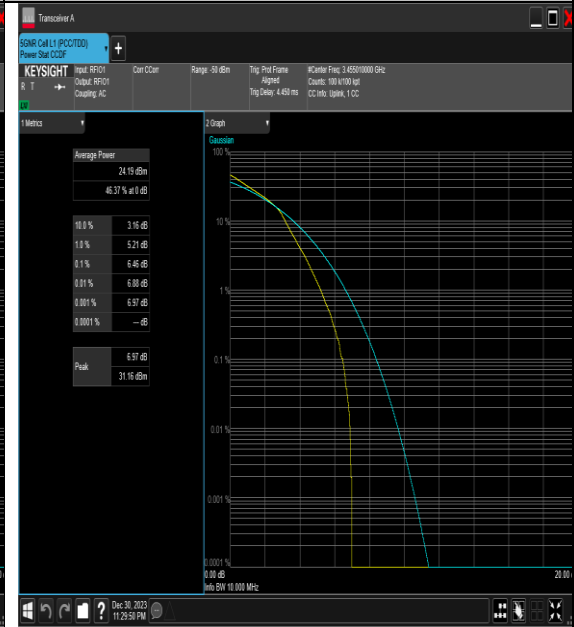 Transceiver A
5GNR Cell L1 (PCC/TDD)
Power Stat CCDF
+
KEYSIGHT
R T
Input: RFIO1
Output: RFIO1
Coupling: AC
Corr CCorr
Range: -50 dBm
Trig: Prot Frame
Aligned
Trig Delay: 4.450 ms
#Center Freq: 3.455010000 GHz
Counts: 100 k/100 kpt
CC Info: Uplink, 1 CC
1 Metrics
2 Graph
Average Power
24.19 dBm
46.37 % at 0 dB
10.0 % 3.16 dB
1.0 % 5.21 dB
0.1 % 6.46 dB
0.01 % 6.88 dB
0.001 % 6.97 dB
0.0001 % --- dB
Peak
6.97 dB
31.16 dBm
Gaussian
100 %
10 %
1 %
0.1 %
0.01 %
0.001 %
0.0001 %
0.00 dB
20.00
Info BW 10.000 MHz
?
Dec 30, 2023
11:29:50 PM